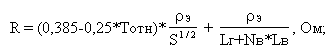 R = (0,385-0,25*Tотн)*ρэ/S^1/2 + ρэ/(Lг+Nв*Lв), Ом;